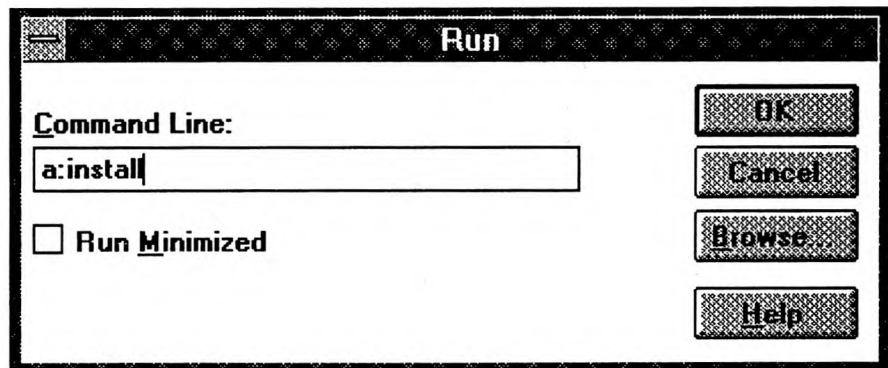 Run
Command Line:
a:install
Run Minimized
OK
Cancel
Browse...
Help